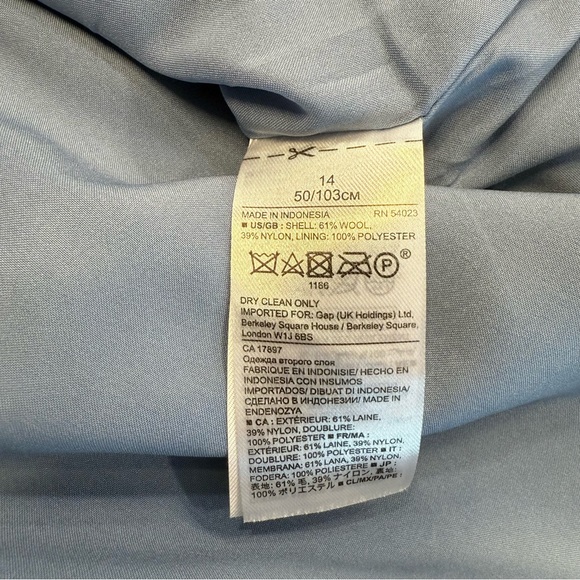 14
50/103CM
MADE IN INDONESIA RN 54023
■ US/GB : SHELL: 61% WOOL,
39% NYLON, LINING: 100% POLYESTER
P ®
1166
DRY CLEAN ONLY
IMPORTED FOR: Gap (UK Holdings) Ltd,
Berkeley Square House / Berkeley Square,
London W1J 6BS
CA 17897
Одежда второго слоя
FABRIQUE EN INDONISIE/ HECHO EN
INDONESIA CON INSUMOS
IMPORTADOS/ DIBUAT DI INDONESIA/
СДЕЛАНО В ИНДОНЕЗИИ/ MADE IN
ENDENOZYA
■ CA : EXTÉRIEUR: 61% LAINE,
39% NYLON, DOUBLURE:
100% POLYESTER ■ FR/MA :
EXTÉRIEUR: 61% LAINE, 39% NYLON,
DOUBLURE: 100% POLYESTER ■ IT :
MEMBRANA: 61% LANA, 39% NYLON,
FODERA: 100% POLIESTERE ■ JP :
表地: 61% 毛, 39% ナイロン, 裏地:
100% ポリエステル ■ CL/MX/PA/PE :